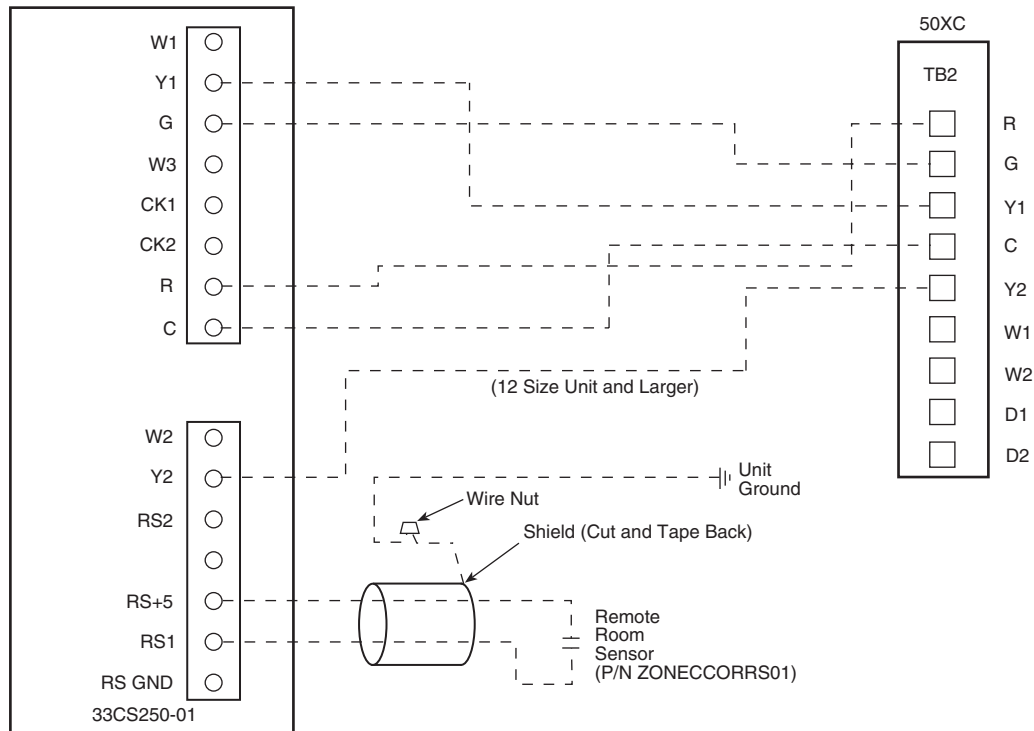 W1
Y1
G
W3
CK1
CK2
R
C
W2
Y2
RS2
RS+5
RS1
RS GND
33CS250-01
(12 Size Unit and Larger)
Unit
Ground
Wire Nut
Shield (Cut and Tape Back)
Remote
Room
Sensor
(P/N ZONECCORRS01)
50XC
TB2
R
G
Y1
C
Y2
W1
W2
D1
D2